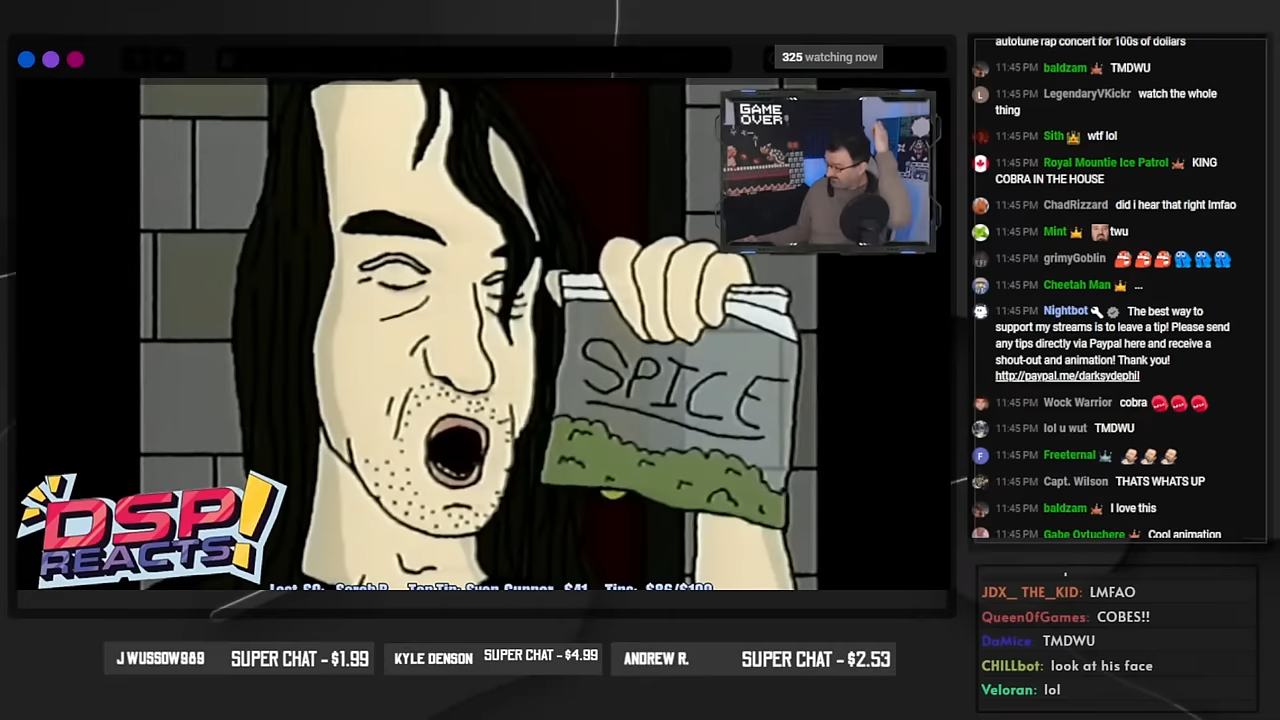 325 watching now
GAME
OVER
SPICE
DSP
REACTS!
Tips: $86/$100
J WUSSOW989 SUPER CHAT - $1.99
KYLE DENSON SUPER CHAT - $4.99
ANDREW R. SUPER CHAT - $2.53
autotune rap concert for 100s of dollars
11:45 PM baldzam TMDWU
11:45 PM LegendaryVKickr watch the whole
thing
11:45 PM Sith wtf lol
11:45 PM Royal Mountie Ice Patrol KING
COBRA IN THE HOUSE
11:45 PM ChadRizzard did i hear that right lmfao
11:45 PM Mint twu
11:45 PM grimyGoblin
11:45 PM Cheetah Man ...
11:45 PM Nightbot The best way to
support my streams is to leave a tip! Please send
any tips directly via Paypal here and receive a
shout-out and animation! Thank you!
http://paypal.me/darksydephil
11:45 PM Wock Warrior cobra
11:45 PM lol u wut TMDWU
11:45 PM Freeternal
11:45 PM Capt. Wilson THATS WHATS UP
11:45 PM baldzam I love this
11:45 PM Gabe Oytuchere Cool animation
JDX_ THE_KID: LMFAO
Queen0fGames: COBES!!
DaMice: TMDWU
CHILLbot: look at his face
Veloran: lol